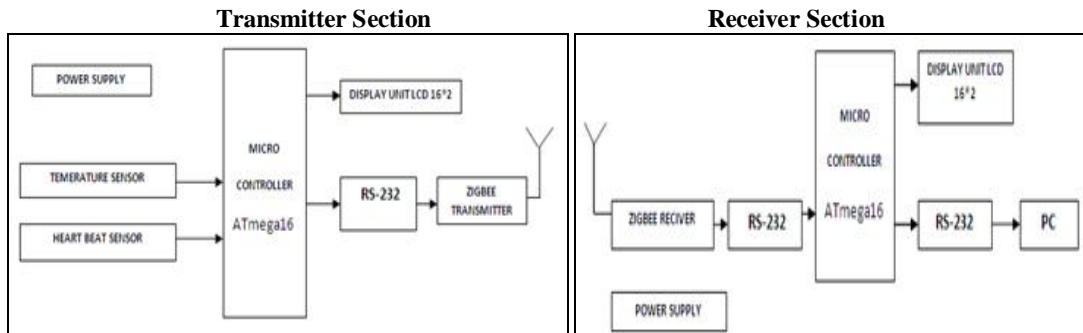 Transmitter Section
POWER SUPPLY
TEMERATURE SENSOR
HEART BEAT SENSOR
MICRO
CONTROLLER
ATmega16
DISPLAY UNIT LCD 16*2
RS-232
ZIGBEE
TRANSMITTER
Receiver Section
ZIGBEE RECIVER
RS-232
POWER SUPPLY
MICRO
CONTROLLER
ATmega16
DISPLAY UNIT LCD
16*2
RS-232
PC